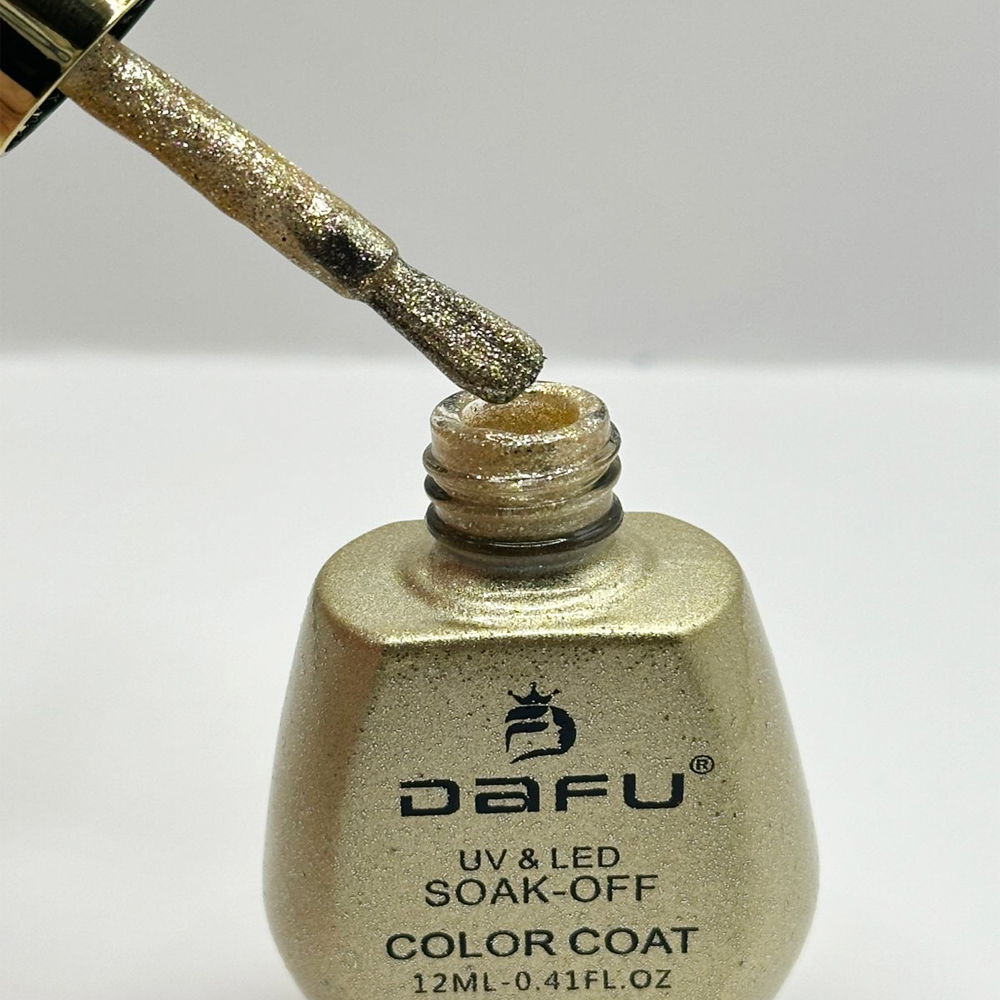 DAFU®
UV & LED
SOAK-OFF
COLOR COAT
12ML-0.41FL.OZ